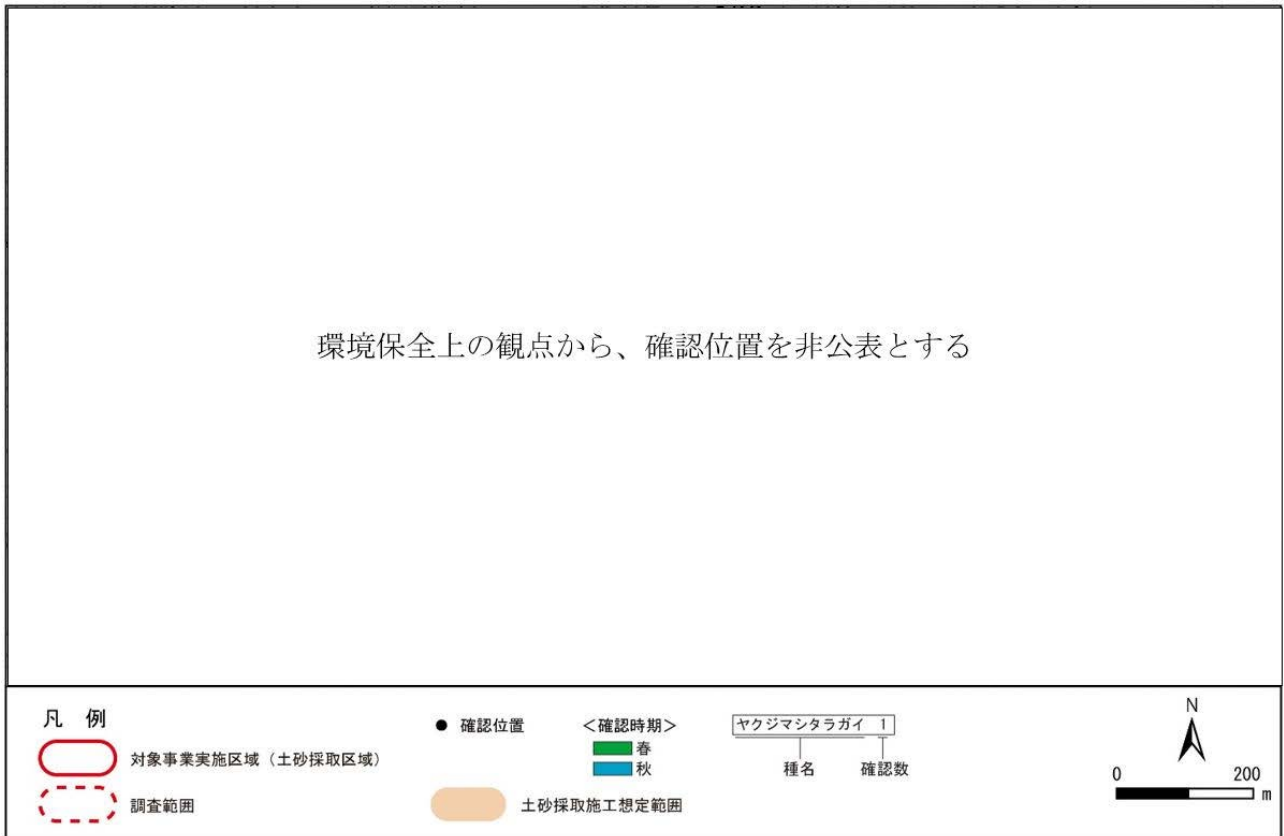 環境保全上の観点から、確認位置を非公表とする
凡 例
対象事業実施区域（土砂採取区域）
調査範囲
● 確認位置
＜確認時期＞
春
秋
土砂採取施工想定範囲
ヤクジマシタラガイ 1
種名 確認数
N
0 200
m